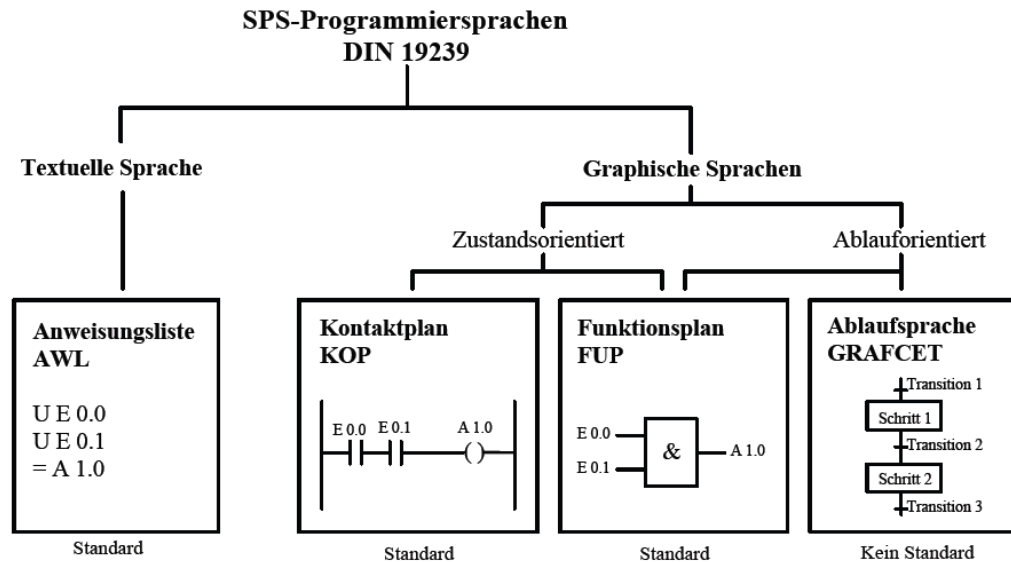 SPS-Programmiersprachen
DIN 19239
Textuelle Sprache
Graphische Sprachen
Zustandsorientiert
Ablauforientiert
Anweisungsliste
AWL
U E 0.0
U E 0.1
= A 1.0
Standard
Kontaktplan
KOP
E 0.0 E 0.1 A 1.0
( )
Standard
Funktionsplan
FUP
E 0.0
E 0.1
&
A 1.0
Standard
Ablaufsprache
GRAFCET
Transition 1
Schritt 1
Transition 2
Schritt 2
Transition 3
Kein Standard